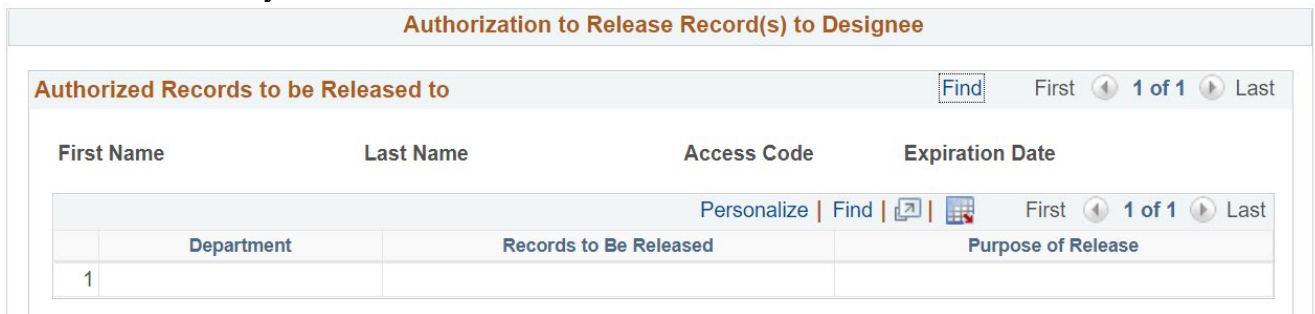 Authorization to Release Record(s) to Designee
Authorized Records to be Released to Find First 1 of 1 Last
First Name Last Name Access Code Expiration Date
Personalize | Find | | First 1 of 1 Last
Department Records to Be Released Purpose of Release
1